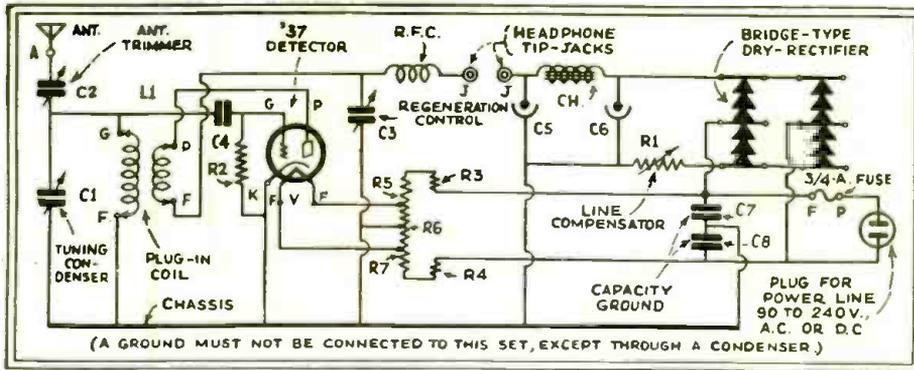 ANT.
A
ANT.
TRIMMER
C2
L1
'37
DETECTOR
R.F.C.
HEADPHONE
TIP-JACKS
J
J
BRIDGE-TYPE
DRY-RECTIFIER
CH.
G
P
C4
G
P
R2
C3
REGENERATION
CONTROL
C5
C6
R1
C1
F
F
K
F
V
F
R5
R3
R6
R7
R4
LINE
COMPENSATOR
3/4-A. FUSE
F
P
C7
C8
TUNING
CON-
DENSER
PLUG-IN
COIL
CHASSIS
CAPACITY
GROUND
PLUG FOR
POWER LINE
90 TO 240 V.,
A.C. OR D.C
(A GROUND MUST NOT BE CONNECTED TO THIS SET, EXCEPT THROUGH A CONDENSER.)